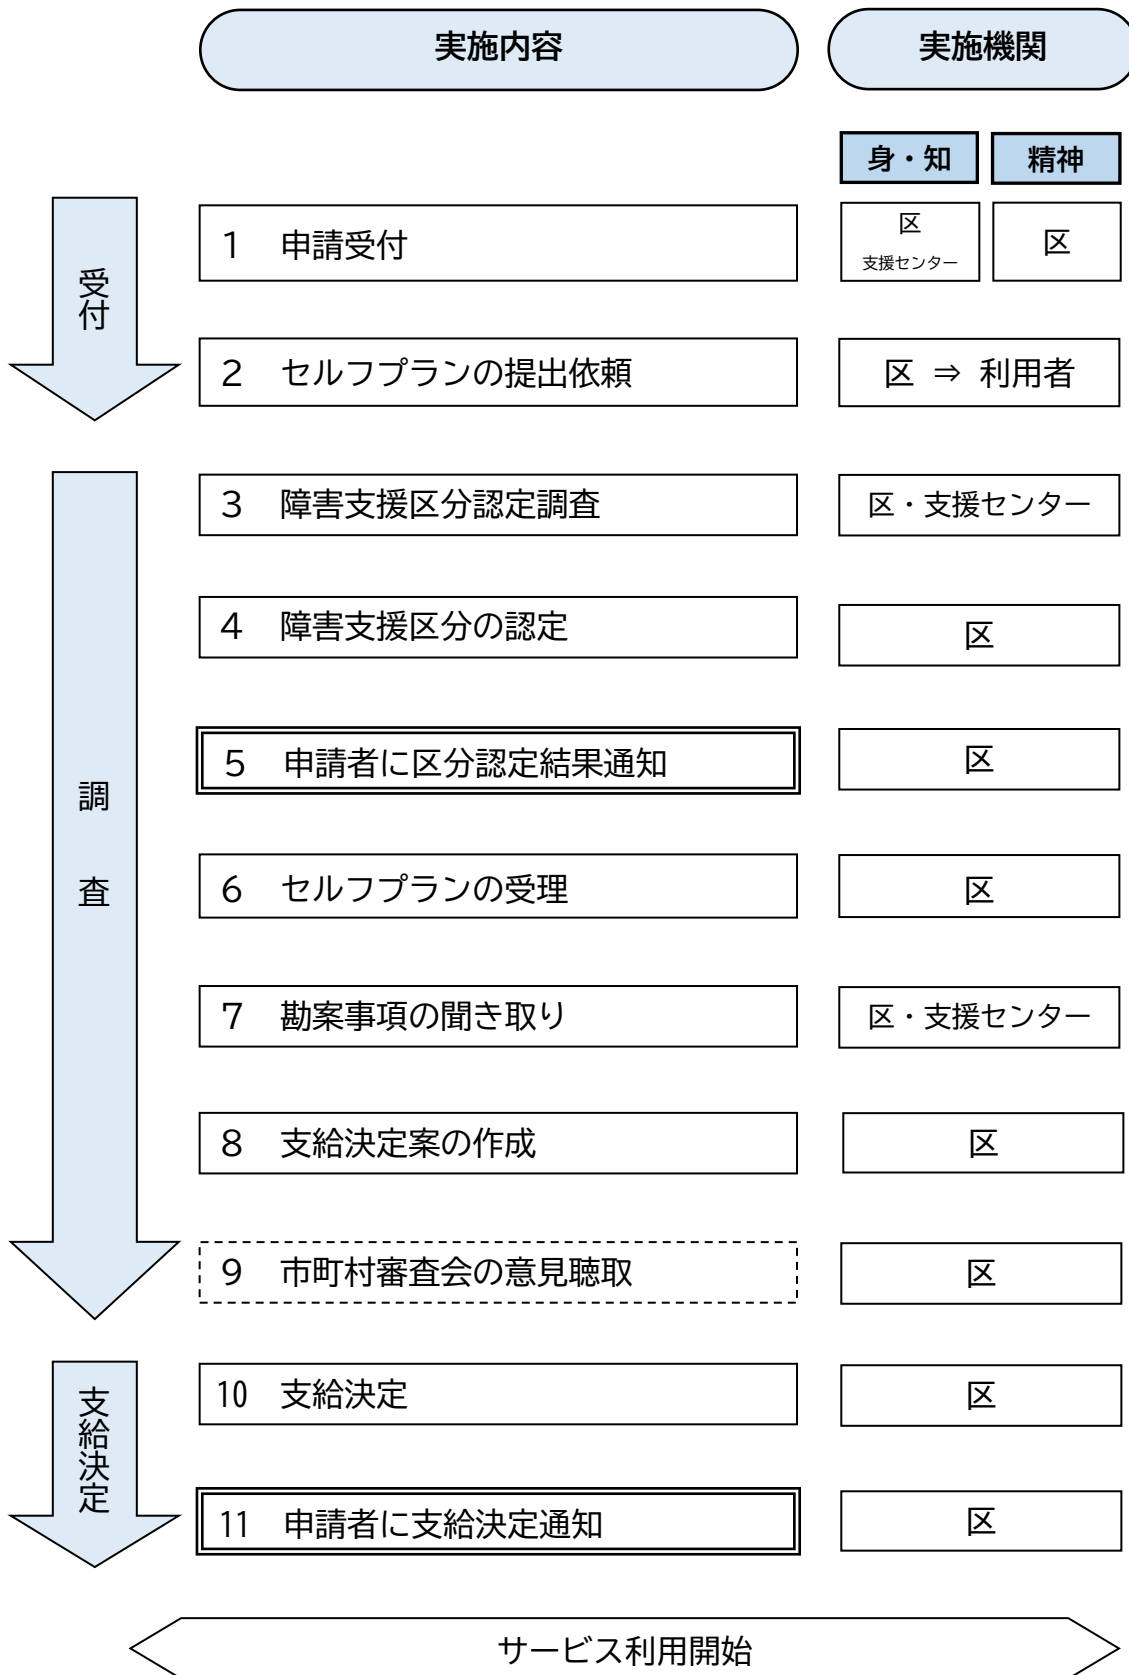 実施内容
実施機関
身・知
精神
受付
1 申請受付
区
支援センター
区
2 セルフプランの提出依頼
区 ⇒ 利用者
調査
3 障害支援区分認定調査
区・支援センター
4 障害支援区分の認定
区
5 申請者に区分認定結果通知
区
6 セルフプランの受理
区
7 勘案事項の聞き取り
区・支援センター
8 支給決定案の作成
区
9 市町村審査会の意見聴取
区
支給決定
10 支給決定
区
11 申請者に支給決定通知
区
サービス利用開始